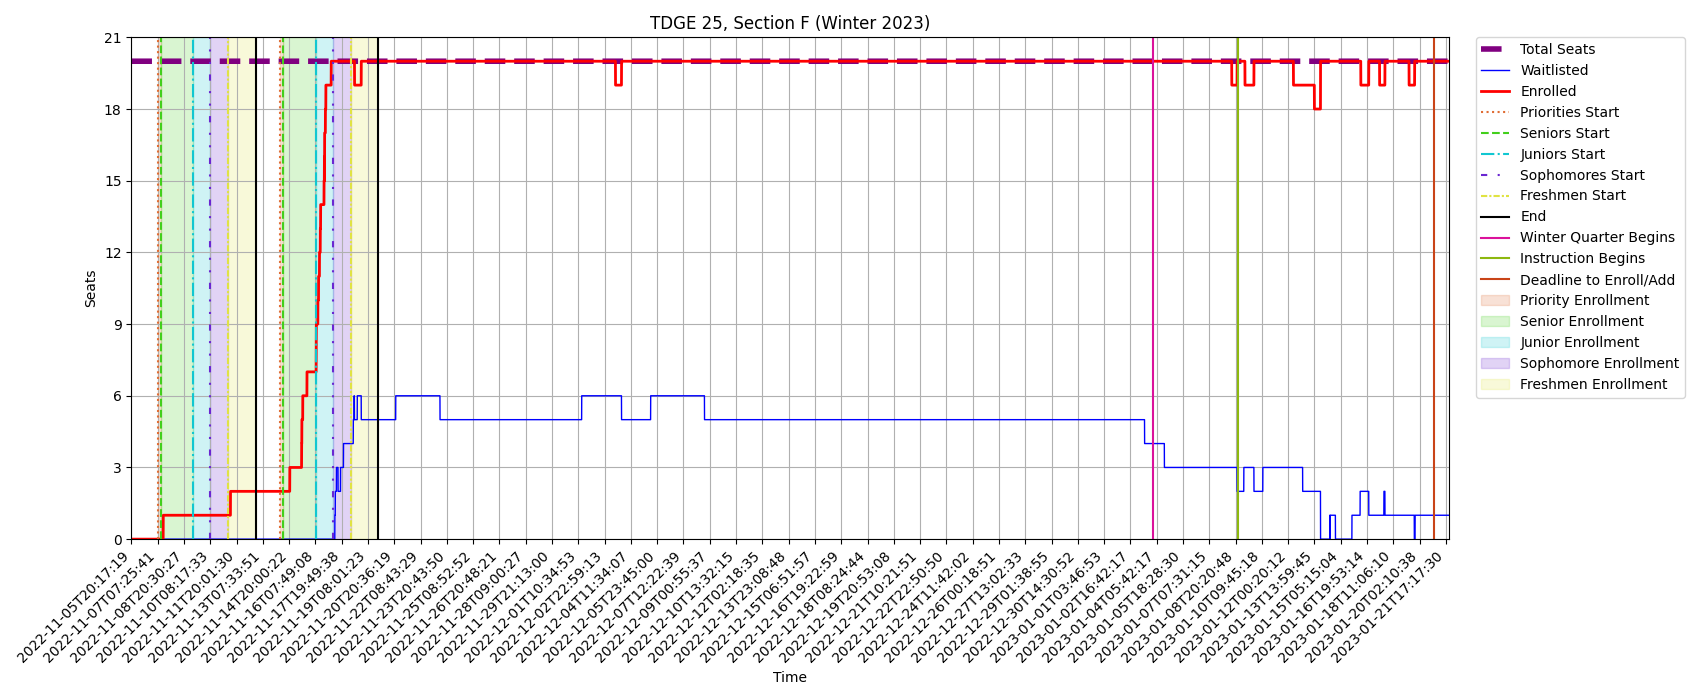 TDGE 25, Section F (Winter 2023)
21
18
15
12
9
6
3
0
Seats
2022-11-05T20:17:19
2022-11-07T07:25:41
2022-11-08T20:30:27
2022-11-10T08:17:33
2022-11-11T20:01:30
2022-11-13T07:33:51
2022-11-14T20:00:22
2022-11-16T07:49:08
2022-11-17T19:49:38
2022-11-19T08:01:23
2022-11-20T20:36:19
2022-11-22T08:43:29
2022-11-23T20:43:50
2022-11-25T08:52:52
2022-11-26T20:48:21
2022-11-28T09:00:27
2022-11-29T21:13:00
2022-12-01T10:34:53
2022-12-02T22:59:13
2022-12-04T11:34:07
2022-12-05T23:45:00
2022-12-07T12:22:39
2022-12-09T00:55:37
2022-12-10T13:32:15
2022-12-12T02:18:35
2022-12-13T23:08:48
2022-12-15T06:51:57
2022-12-16T19:22:59
2022-12-18T08:24:44
2022-12-19T20:53:08
2022-12-21T10:21:51
2022-12-22T22:50:50
2022-12-24T11:42:02
2022-12-26T00:18:51
2022-12-27T13:02:33
2022-12-29T01:38:55
2022-12-30T14:30:52
2023-01-01T03:46:53
2023-01-02T16:42:17
2023-01-04T05:42:17
2023-01-05T18:28:30
2023-01-07T07:31:15
2023-01-08T20:20:48
2023-01-10T09:45:18
2023-01-12T00:20:12
2023-01-13T13:59:45
2023-01-15T05:15:04
2023-01-16T19:53:14
2023-01-18T11:06:10
2023-01-20T02:10:38
2023-01-21T17:17:30
Time
Total Seats
Waitlisted
Enrolled
Priorities Start
Seniors Start
Juniors Start
Sophomores Start
Freshmen Start
End
Winter Quarter Begins
Instruction Begins
Deadline to Enroll/Add
Priority Enrollment
Senior Enrollment
Junior Enrollment
Sophomore Enrollment
Freshmen Enrollment